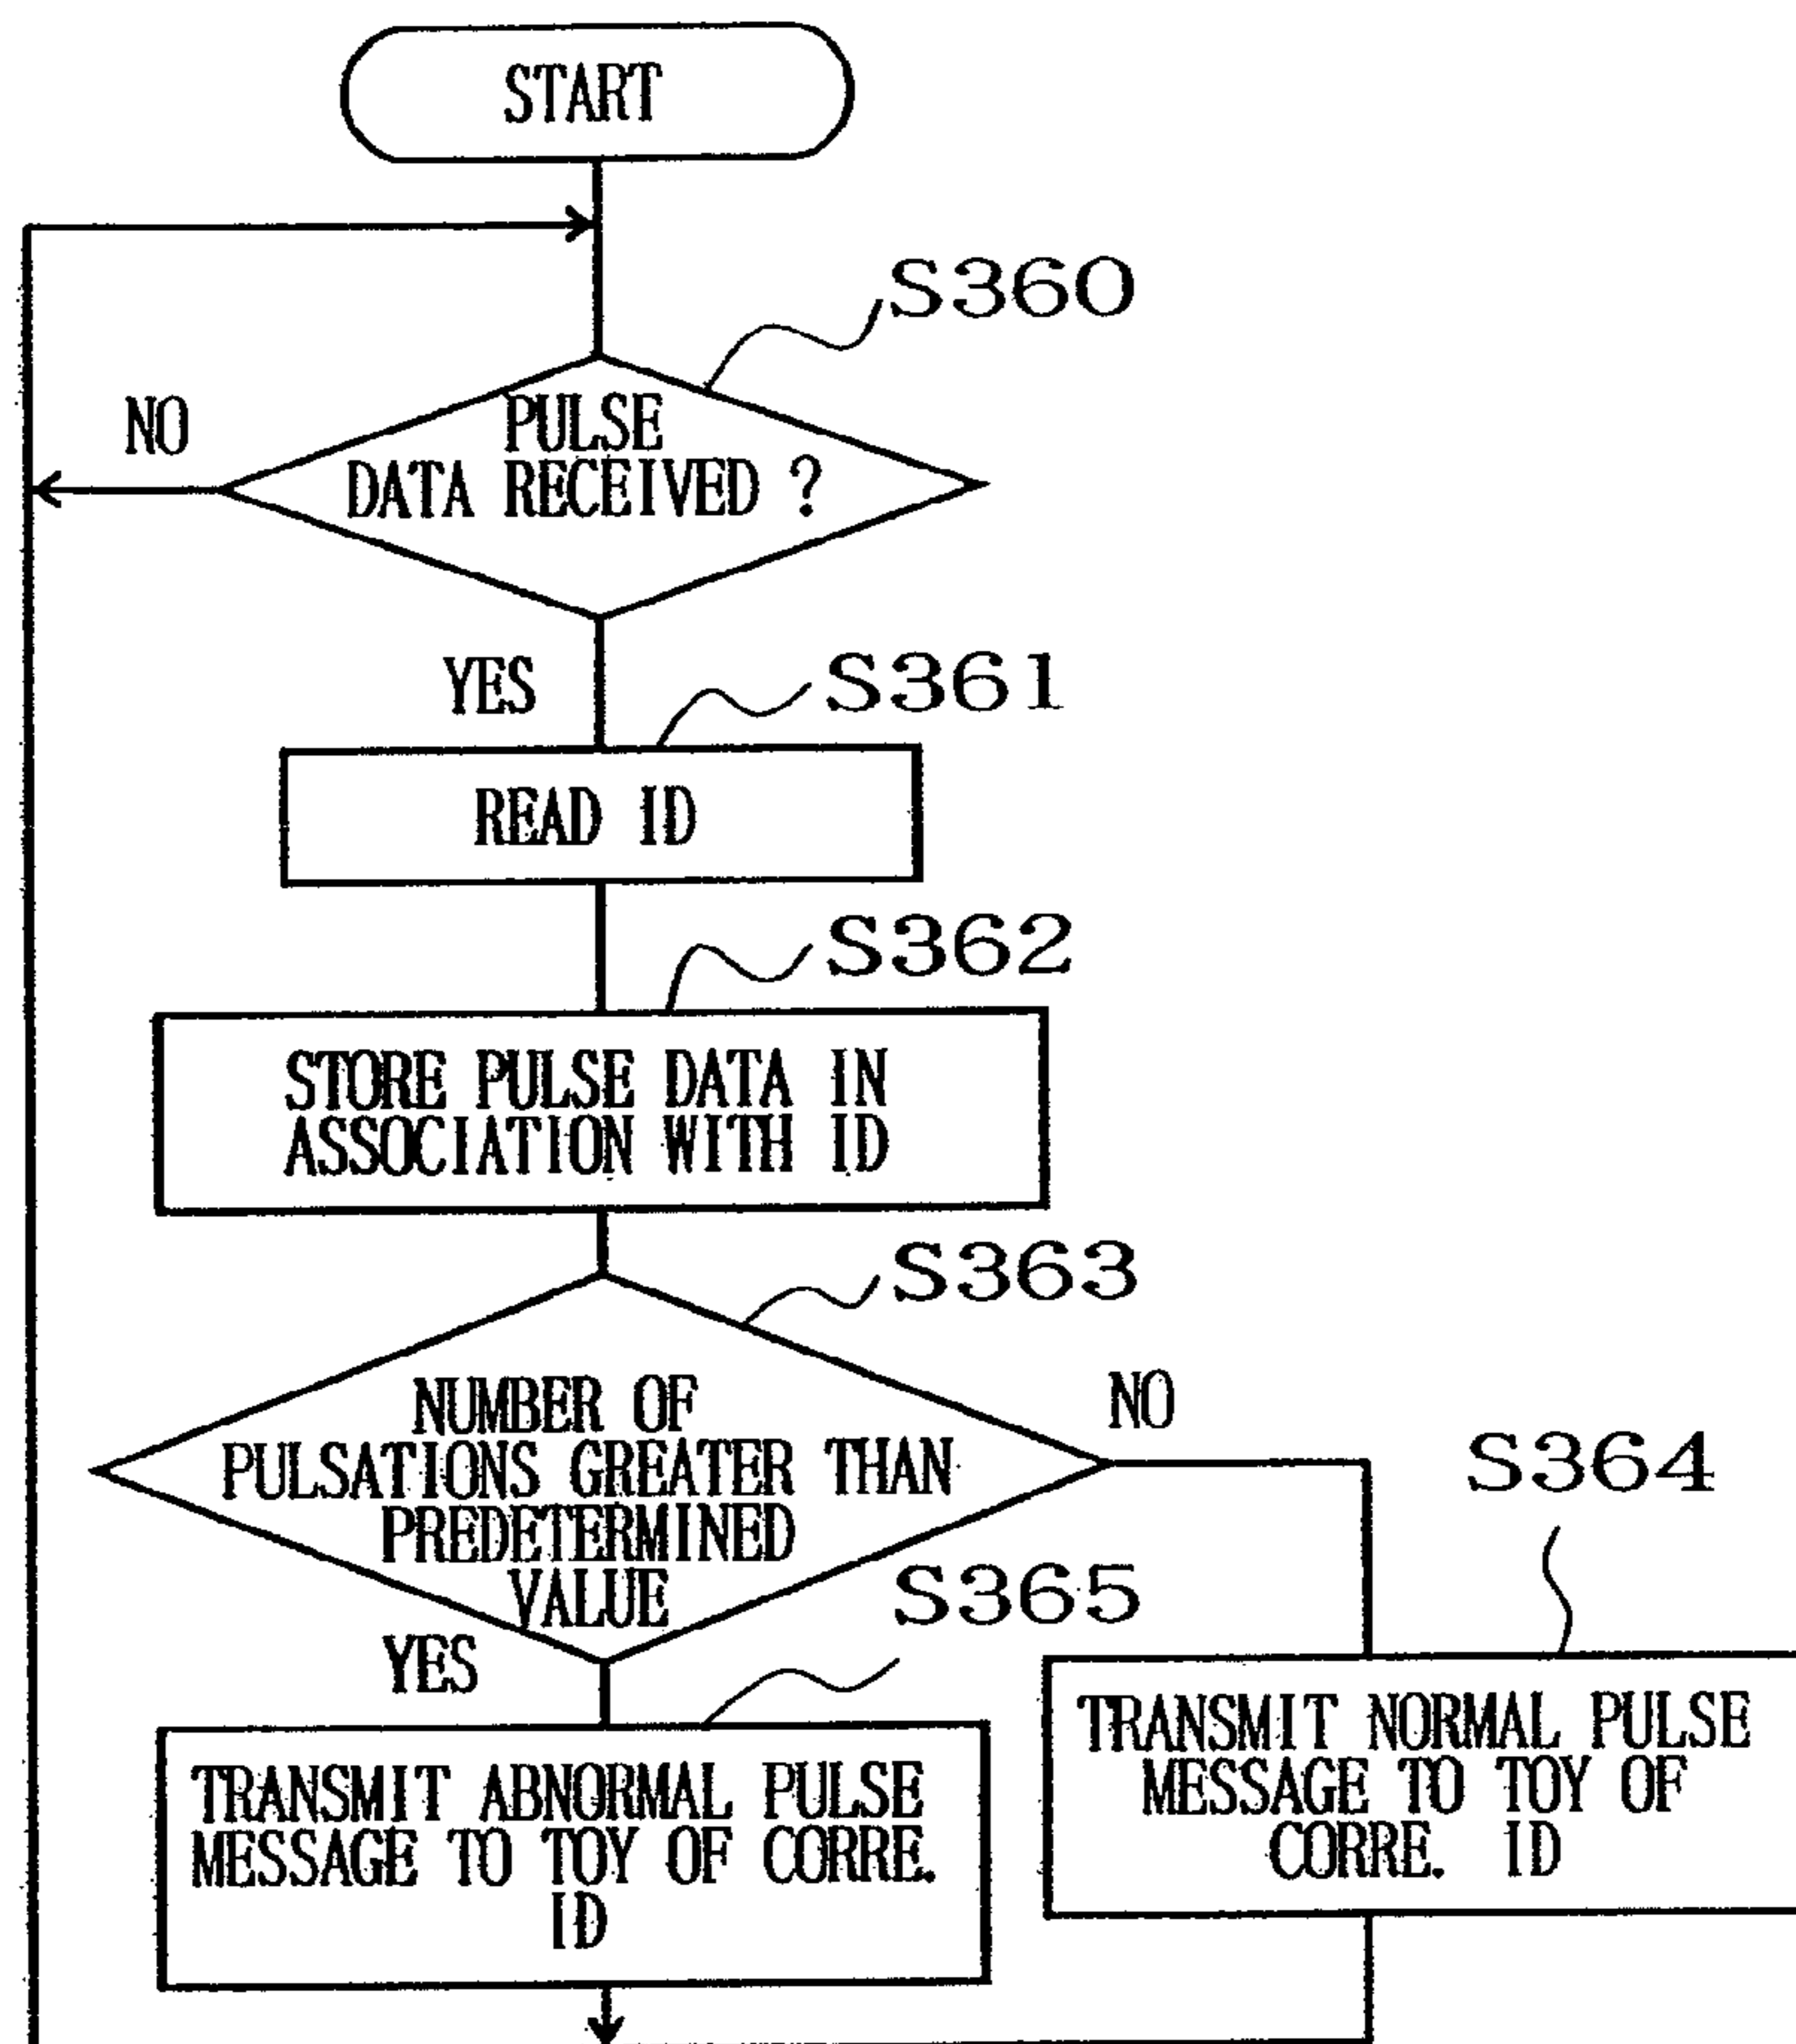 START
S360
NO
PULSE
DATA RECEIVED ?
YES
S361
READ ID
S362
STORE PULSE DATA IN
ASSOCIATION WITH ID
S363
NUMBER OF
PULSATIONS GREATER THAN
PREDETERMINED
VALUE
NO
S364
YES
S365
TRANSMIT ABNORMAL PULSE
MESSAGE TO TOY OF CORRE.
ID
TRANSMIT NORMAL PULSE
MESSAGE TO TOY OF
CORRE. ID